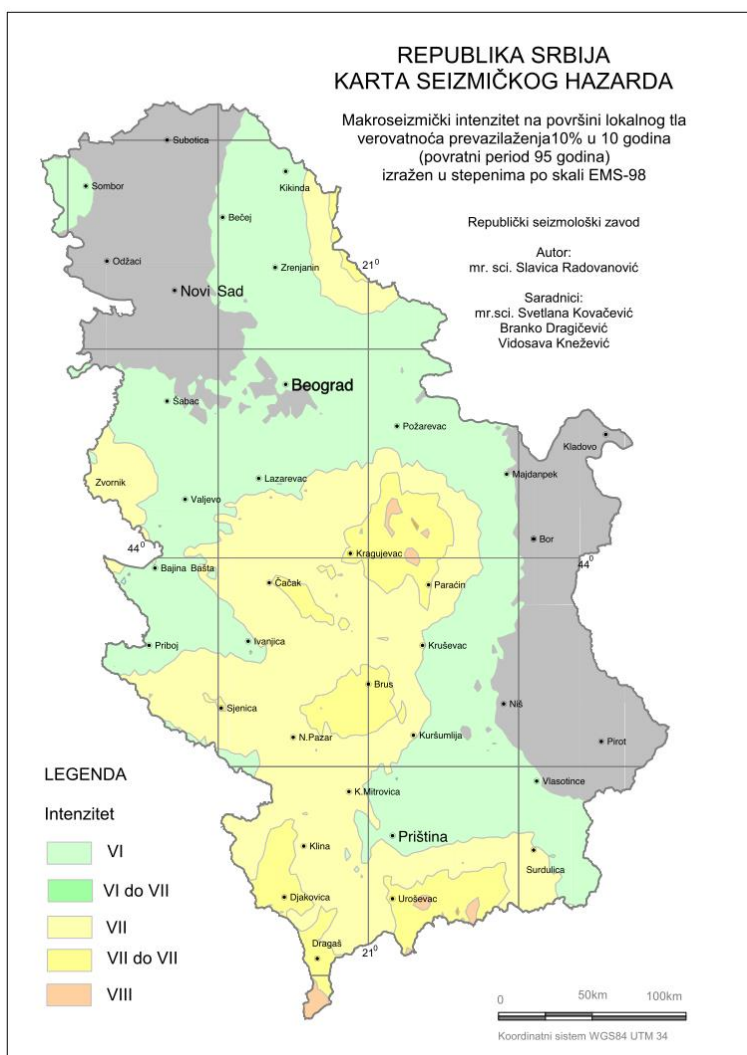 REPUBLIKA SRBIJA
KARTA SEIZMIČKOG HAZARDA
Makroseizmički intenzitet na površini lokalnog tla
verovatnoća prevazilaženja10% u 10 godina
(povratni period 95 godina)
izražen u stepenima po skali EMS-98
Republički seizmološki zavod
Autor:
mr. sci. Slavica Radovanović
Saradnici:
mr.sci. Svetlana Kovačević
Branko Dragičević
Vidosava Knežević
Subotica
Sombor
Kikinda
Bečej
Odžaci
Zrenjanin
21⁰
Novi Sad
Beograd
Šabac
Požarevac
Kladovo
Zvornik
Lazarevac
Majdanpek
Valjevo
44⁰
Bor
Kragujevac
44⁰
Bajina Bašta
Čačak
Paraćin
Priboj
Ivanjica
Kruševac
Brus
Sjenica
Niš
N.Pazar
Kuršumlija
Pirot
K.Mitrovica
Vlasotince
Priština
Klina
Surdulica
Djakovica
Uroševac
Dragaš
21⁰
LEGENDA
Intenzitet
VI
VI do VII
VII
VII do VII
VIII
0 50km 100km
Koordinatni sistem WGS84 UTM 34